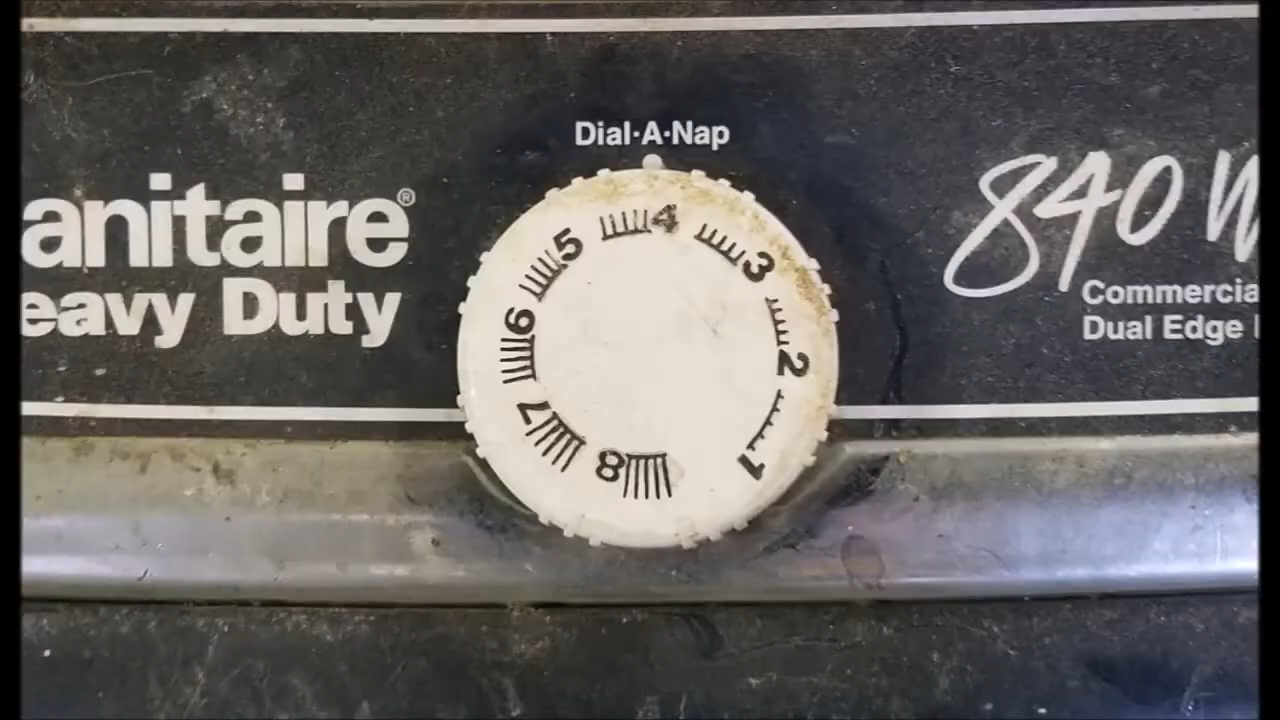 Dial·A·Nap
anitaire®
eavy Duty
840 W
Commercia
Dual Edge
5 4 3
6 2
7 8 1